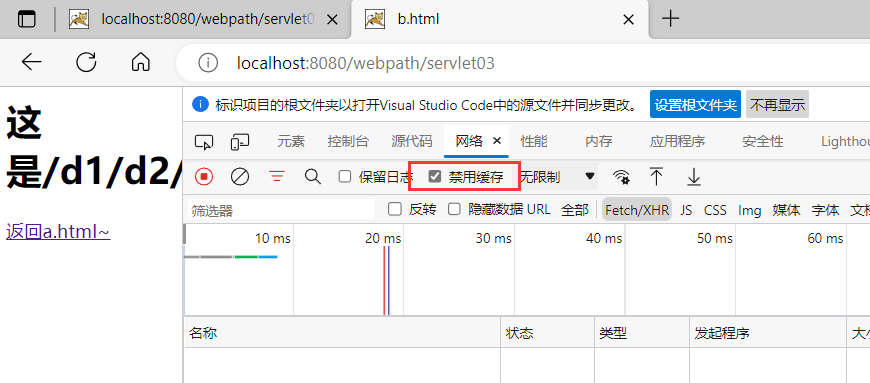 localhost:8080/webpath/servlet0
b.html
localhost:8080/webpath/servlet03
这
是/d1/d2/
返回a.html~
标识项目的根文件夹以打开Visual Studio Code中的源文件并同步更改。 设置根文件夹 不再显示
元素 控制台 源代码 网络 性能 内存 应用程序 安全性 Lighthou
保留日志 禁用缓存 无限制
筛选器 反转 隐藏数据 URL 全部 Fetch/XHR JS CSS Img 媒体 字体 文档
10 ms 20 ms 30 ms 40 ms 50 ms 60 ms
名称 状态 类型 发起程序 大小